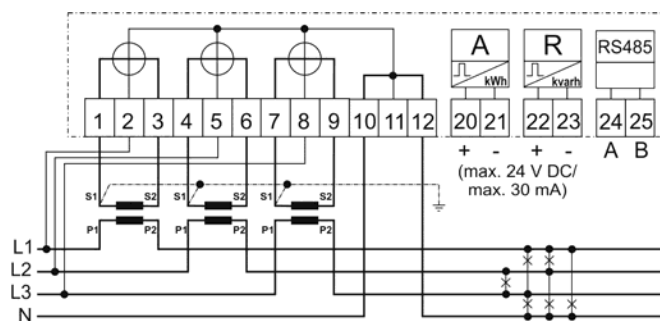 A R RS485
kWh kvarh
1 2 3 4 5 6 7 8 9 10 11 12 20 21 22 23 24 25
+ - + - A B
(max. 24 V DC/
max. 30 mA)
S1 S2 S1 S2 S1 S2
P1 P2 P1 P2 P1 P2
L1
L2
L3
N